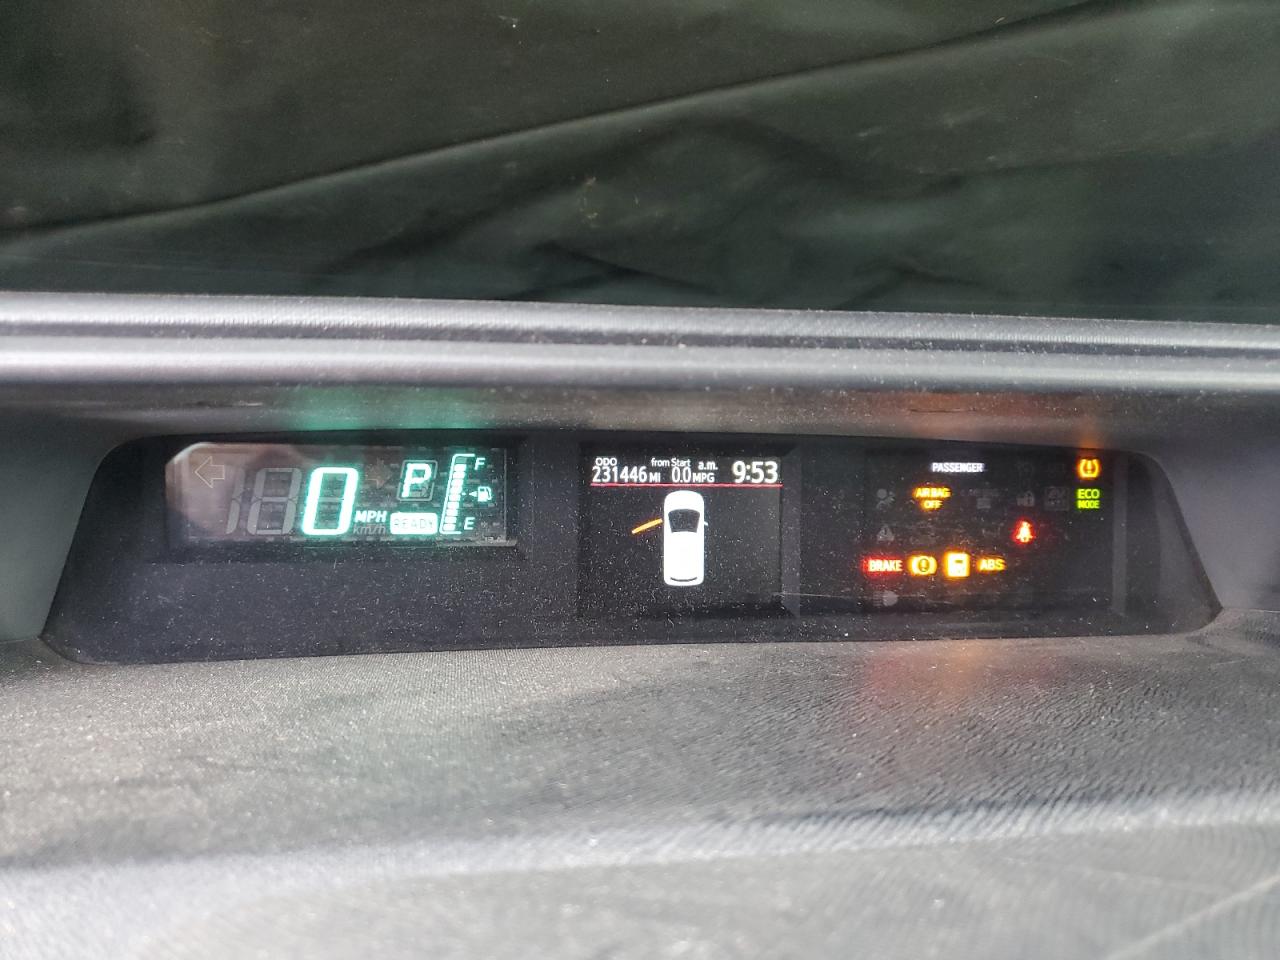 0 MPH
km/h
P
READY
F
E
ODO
231446 MI
from Start
0.0 MPG
a.m.
9:53
PASSENGER
AIR BAG
OFF
ECO
MODE
BRAKE
ABS